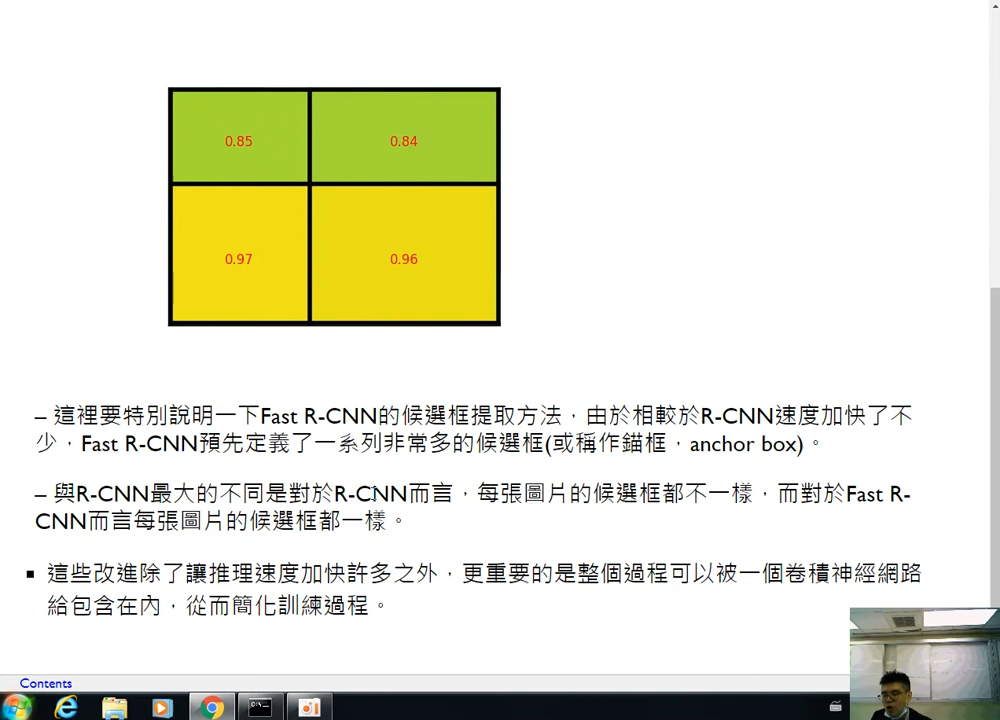 0.85 0.84
0.97 0.96
– 這裡要特別說明一下Fast R-CNN的候選框提取方法，由於相較於R-CNN速度加快了不
少，Fast R-CNN預先定義了一系列非常多的候選框(或稱作錨框，anchor box)。
– 與R-CNN最大的不同是對於R-CNN而言，每張圖片的候選框都不一樣，而對於Fast R-
CNN而言每張圖片的候選框都一樣。
▪ 這些改進除了讓推理速度加快許多之外，更重要的是整個過程可以被一個卷積神經網路
給包含在內，從而簡化訓練過程。
Contents